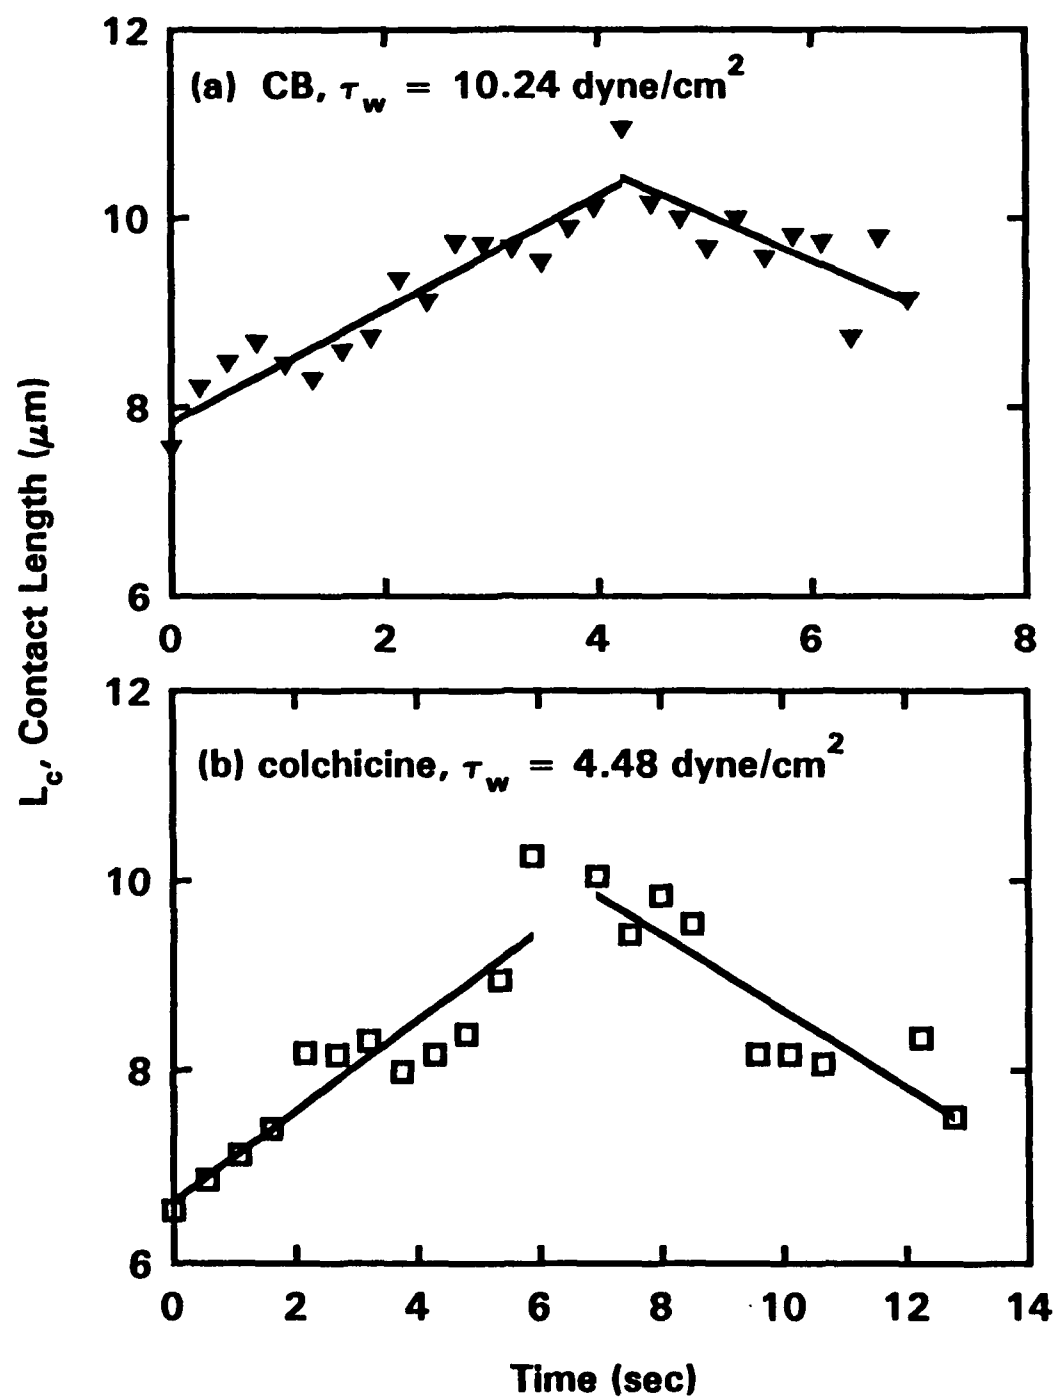 12
(a) CB, τw = 10.24 dyne/cm2
10
8
6
0 2 4 6 8
Lc, Contact Length (μm)
12
(b) colchicine, τw = 4.48 dyne/cm2
10
8
6
0 2 4 6 8 10 12 14
Time (sec)